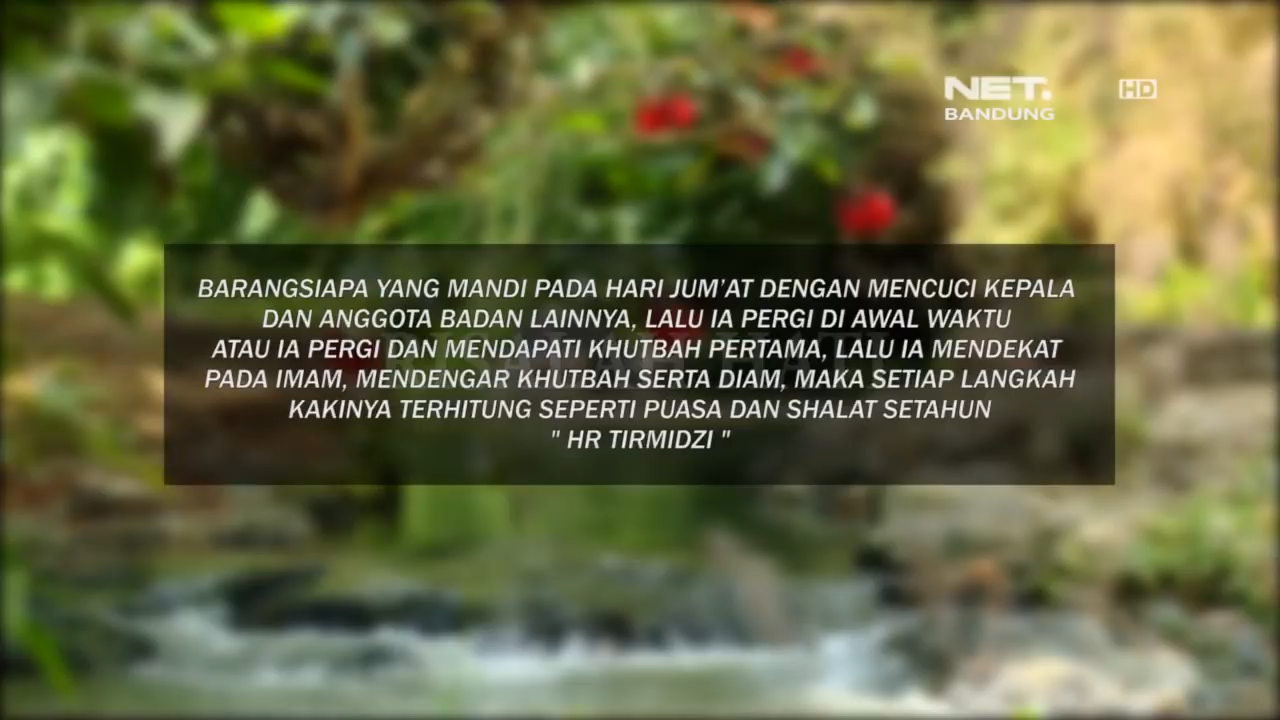 NET.
BANDUNG
HD
BARANGSIAPA YANG MANDI PADA HARI JUM'AT DENGAN MENCUCI KEPALA
DAN ANGGOTA BADAN LAINNYA, LALU IA PERGI DI AWAL WAKTU
ATAU IA PERGI DAN MENDAPATI KHUTBAH PERTAMA, LALU IA MENDEKAT
PADA IMAM, MENDENGAR KHUTBAH SERTA DIAM, MAKA SETIAP LANGKAH
KAKINYA TERHITUNG SEPERTI PUASA DAN SHALAT SETAHUN
" HR TIRMIDZI "